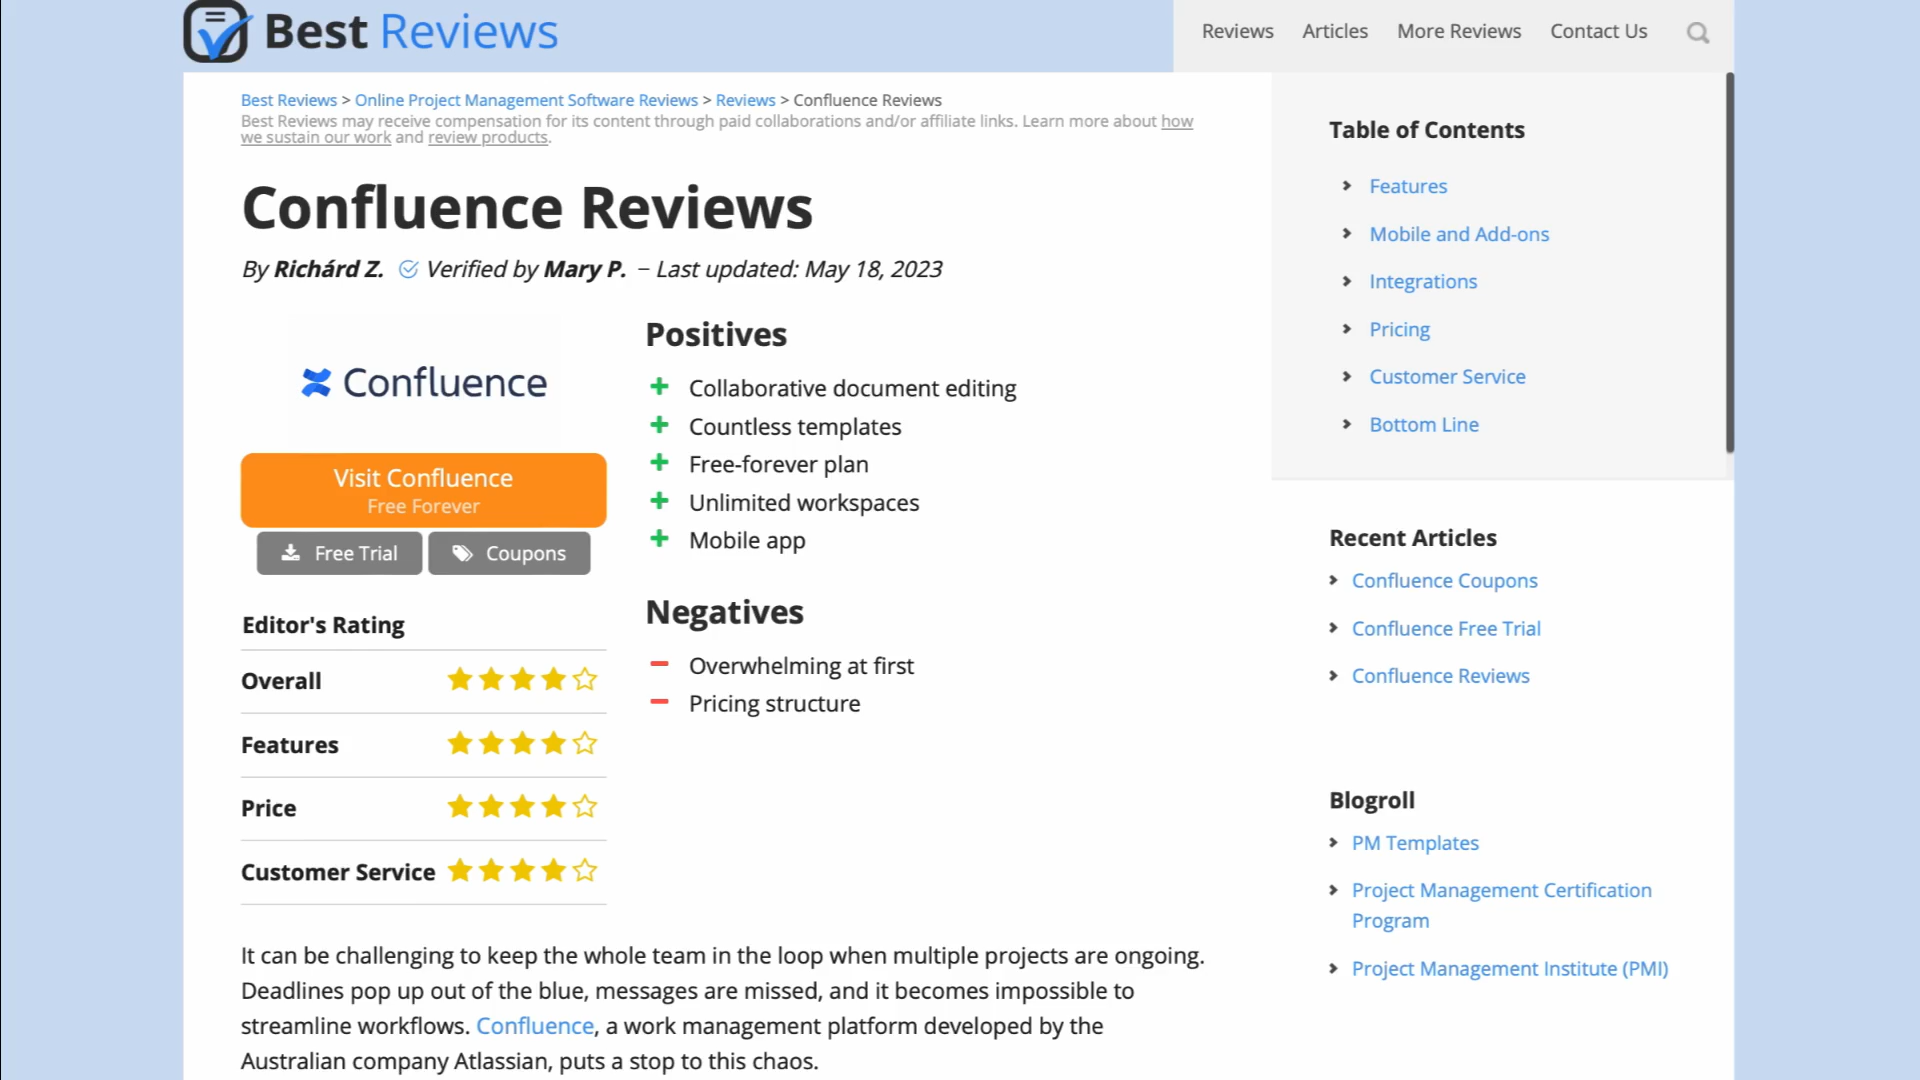 Best Reviews
Reviews
Articles
More Reviews
Contact Us
Best Reviews > Online Project Management Software Reviews > Reviews > Confluence Reviews
Best Reviews may receive compensation for its content through paid collaborations and/or affiliate links. Learn more about how
we sustain our work and review products.
Confluence Reviews
By Richárd Z. Verified by Mary P. – Last updated: May 18, 2023
Confluence
Visit Confluence
Free Forever
Free Trial
Coupons
Editor's Rating
Overall
Features
Price
Customer Service
Positives
Collaborative document editing
Countless templates
Free-forever plan
Unlimited workspaces
Mobile app
Negatives
Overwhelming at first
Pricing structure
It can be challenging to keep the whole team in the loop when multiple projects are ongoing.
Deadlines pop up out of the blue, messages are missed, and it becomes impossible to
streamline workflows. Confluence, a work management platform developed by the
Australian company Atlassian, puts a stop to this chaos.
Table of Contents
Features
Mobile and Add-ons
Integrations
Pricing
Customer Service
Bottom Line
Recent Articles
Confluence Coupons
Confluence Free Trial
Confluence Reviews
Blogroll
PM Templates
Project Management Certification
Program
Project Management Institute (PMI)